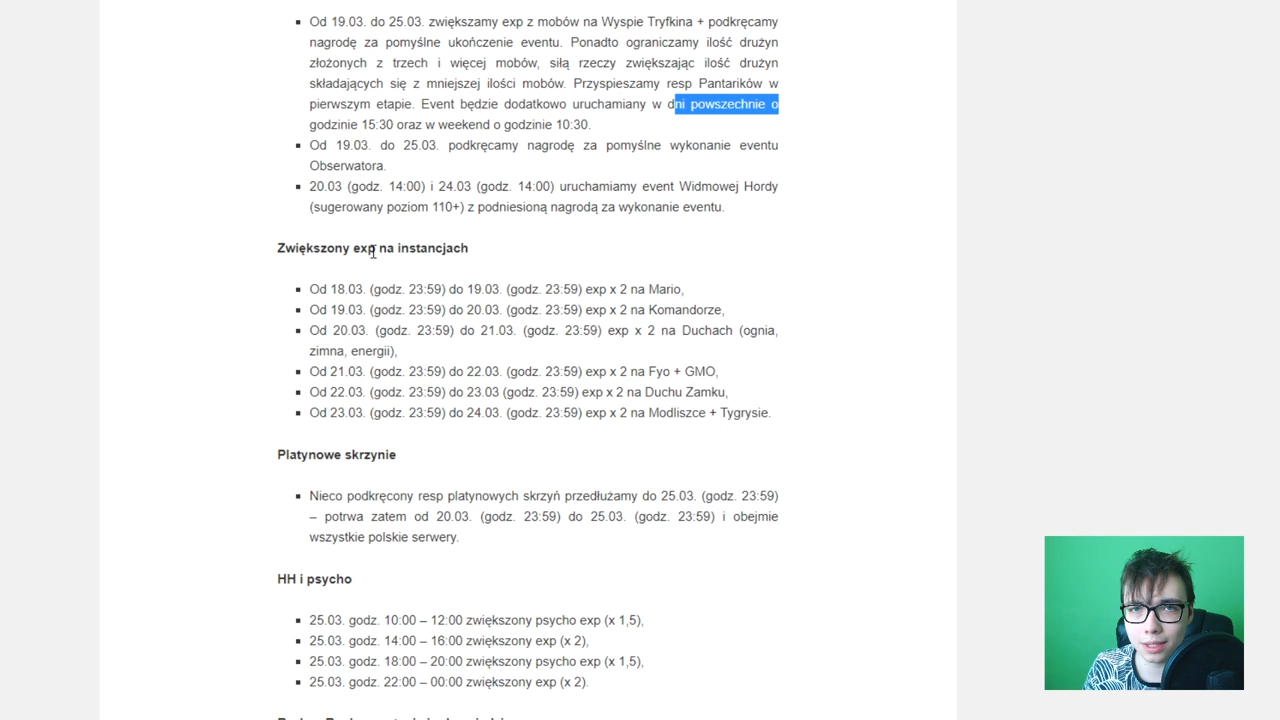 Od 19.03. do 25.03. zwiększamy exp z mobów na Wyspie Tryfkina + podkręcamy
nagrodę za pomyślne ukończenie eventu. Ponadto ograniczamy ilość drużyn
złożonych z trzech i więcej mobów, siłą rzeczy zwiększając ilość drużyn
składających się z mniejszej ilości mobów. Przyspieszamy resp Pantarików w
pierwszym etapie. Event będzie dodatkowo uruchamiany w dni powszechnie o
godzinie 15:30 oraz w weekend o godzinie 10:30.
Od 19.03. do 25.03. podkręcamy nagrodę za pomyślne wykonanie eventu
Obserwatora.
20.03 (godz. 14:00) i 24.03 (godz. 14:00) uruchamiamy event Widmowej Hordy
(sugerowany poziom 110+) z podniesioną nagrodą za wykonanie eventu.
Zwiększony exp na instancjach
Od 18.03. (godz. 23:59) do 19.03. (godz. 23:59) exp x 2 na Mario,
Od 19.03. (godz. 23:59) do 20.03. (godz. 23:59) exp x 2 na Komandorze,
Od 20.03. (godz. 23:59) do 21.03. (godz. 23:59) exp x 2 na Duchach (ognia,
zimna, energii),
Od 21.03. (godz. 23:59) do 22.03. (godz. 23:59) exp x 2 na Fyo + GMO,
Od 22.03. (godz. 23:59) do 23.03 (godz. 23:59) exp x 2 na Duchu Zamku,
Od 23.03. (godz. 23:59) do 24.03. (godz. 23:59) exp x 2 na Modliszce + Tygrysie.
Platynowe skrzynie
Nieco podkręcony resp platynowych skrzyń przedłużamy do 25.03. (godz. 23:59)
– potrwa zatem od 20.03. (godz. 23:59) do 25.03. (godz. 23:59) i obejmie
wszystkie polskie serwery.
HH i psycho
25.03. godz. 10:00 – 12:00 zwiększony psycho exp (x 1,5),
25.03. godz. 14:00 – 16:00 zwiększony exp (x 2),
25.03. godz. 18:00 – 20:00 zwiększony psycho exp (x 1,5),
25.03. godz. 22:00 – 00:00 zwiększony exp (x 2).